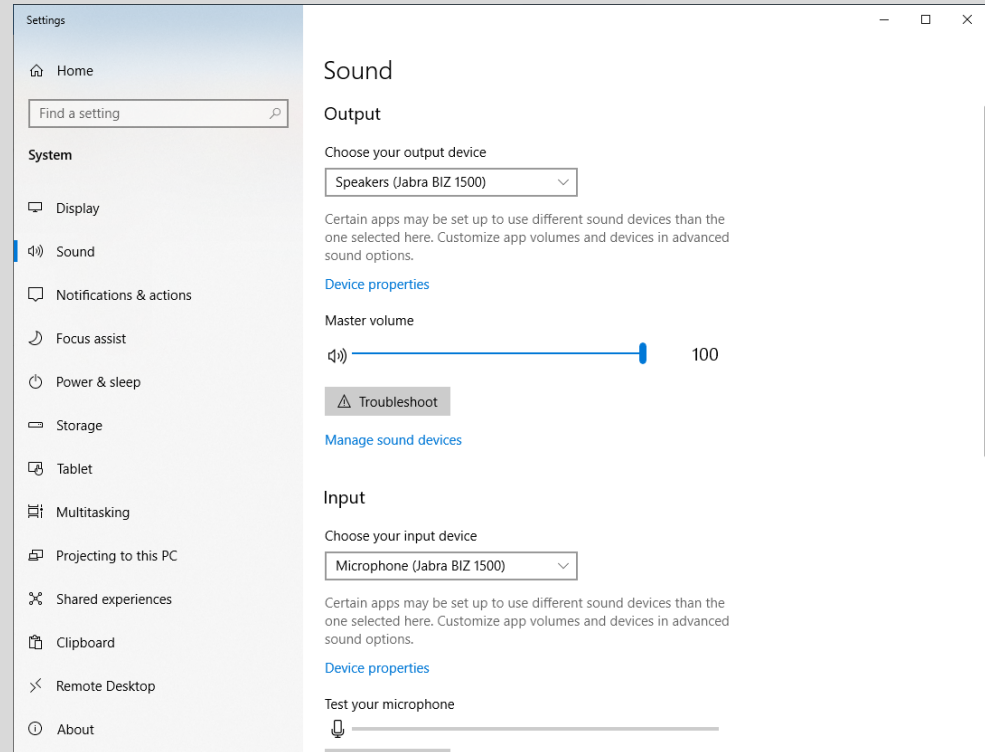 Settings
Home
Find a setting
System
Display
Sound
Notifications & actions
Focus assist
Power & sleep
Storage
Tablet
Multitasking
Projecting to this PC
Shared experiences
Clipboard
Remote Desktop
About
Sound
Output
Choose your output device
Speakers (Jabra BIZ 1500)
Certain apps may be set up to use different sound devices than the
one selected here. Customize app volumes and devices in advanced
sound options.
Device properties
Master volume
100
Troubleshoot
Manage sound devices
Input
Choose your input device
Microphone (Jabra BIZ 1500)
Certain apps may be set up to use different sound devices than the
one selected here. Customize app volumes and devices in advanced
sound options.
Device properties
Test your microphone